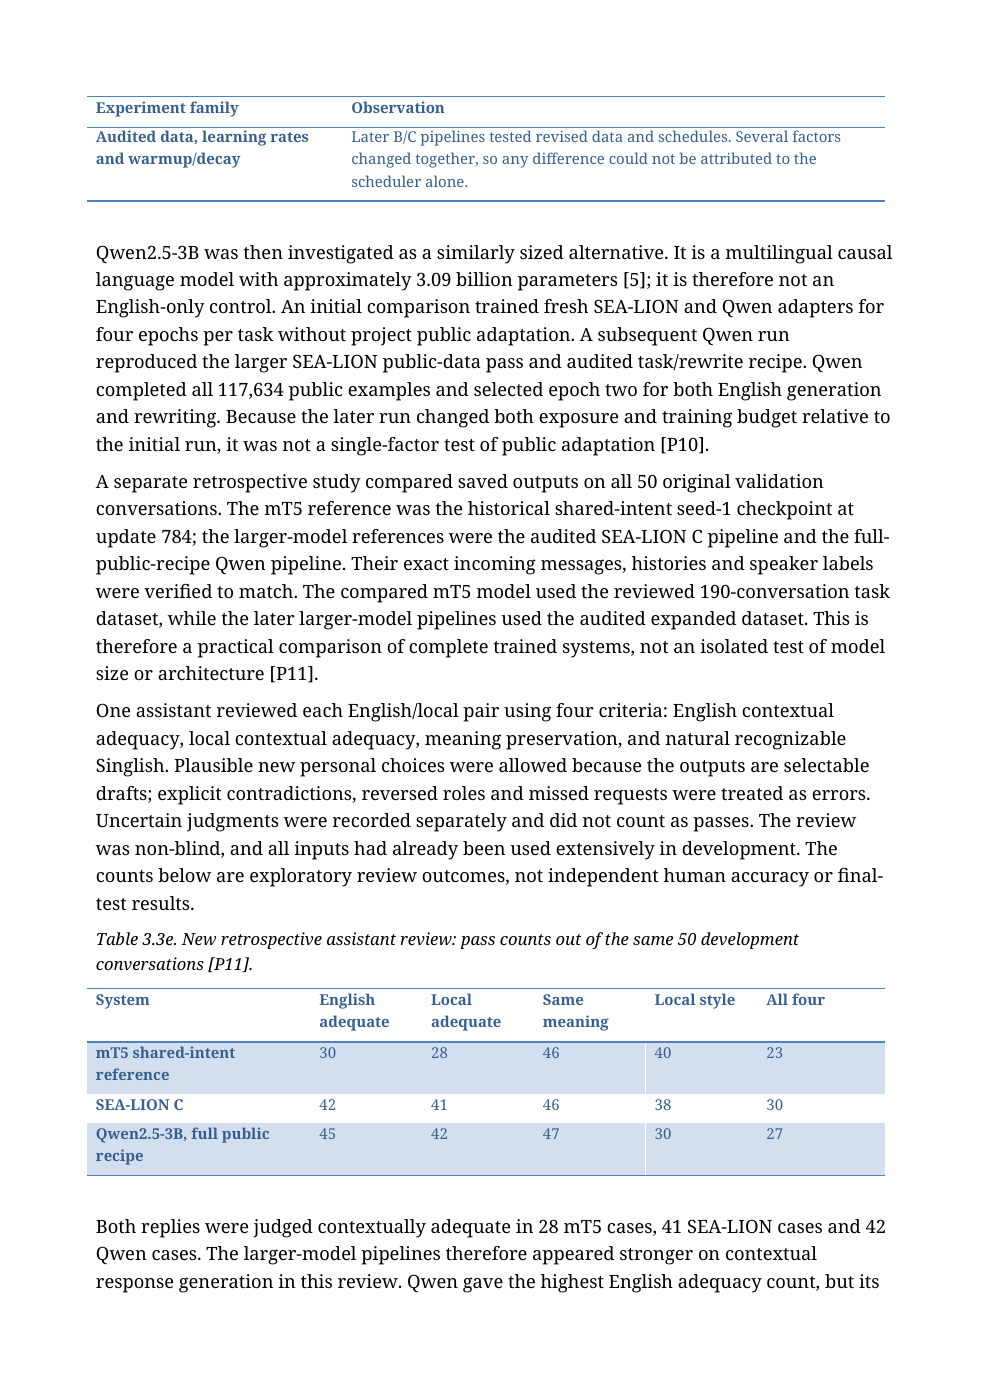 Experiment family Observation
Audited data, learning rates Later B/C pipelines tested revised data and schedules. Several factors
and warmup/decay changed together, so any difference could not be attributed to the
scheduler alone.
Qwen2.5-3B was then investigated as a similarly sized alternative. It is a multilingual causal
language model with approximately 3.09 billion parameters [5]; it is therefore not an
English-only control. An initial comparison trained fresh SEA-LION and Qwen adapters for
four epochs per task without project public adaptation. A subsequent Qwen run
reproduced the larger SEA-LION public-data pass and audited task/rewrite recipe. Qwen
completed all 117,634 public examples and selected epoch two for both English generation
and rewriting. Because the later run changed both exposure and training budget relative to
the initial run, it was not a single-factor test of public adaptation [P10].
A separate retrospective study compared saved outputs on all 50 original validation
conversations. The mT5 reference was the historical shared-intent seed-1 checkpoint at
update 784; the larger-model references were the audited SEA-LION C pipeline and the full-
public-recipe Qwen pipeline. Their exact incoming messages, histories and speaker labels
were verified to match. The compared mT5 model used the reviewed 190-conversation task
dataset, while the later larger-model pipelines used the audited expanded dataset. This is
therefore a practical comparison of complete trained systems, not an isolated test of model
size or architecture [P11].
One assistant reviewed each English/local pair using four criteria: English contextual
adequacy, local contextual adequacy, meaning preservation, and natural recognizable
Singlish. Plausible new personal choices were allowed because the outputs are selectable
drafts; explicit contradictions, reversed roles and missed requests were treated as errors.
Uncertain judgments were recorded separately and did not count as passes. The review
was non-blind, and all inputs had already been used extensively in development. The
counts below are exploratory review outcomes, not independent human accuracy or final-
test results.
Table 3.3e. New retrospective assistant review: pass counts out of the same 50 development
conversations [P11].
System English Local Same Local style All four
adequate adequate meaning
mT5 shared-intent 30 28 46 40 23
reference
SEA-LION C 42 41 46 38 30
Qwen2.5-3B, full public 45 42 47 30 27
recipe
Both replies were judged contextually adequate in 28 mT5 cases, 41 SEA-LION cases and 42
Qwen cases. The larger-model pipelines therefore appeared stronger on contextual
response generation in this review. Qwen gave the highest English adequacy count, but its